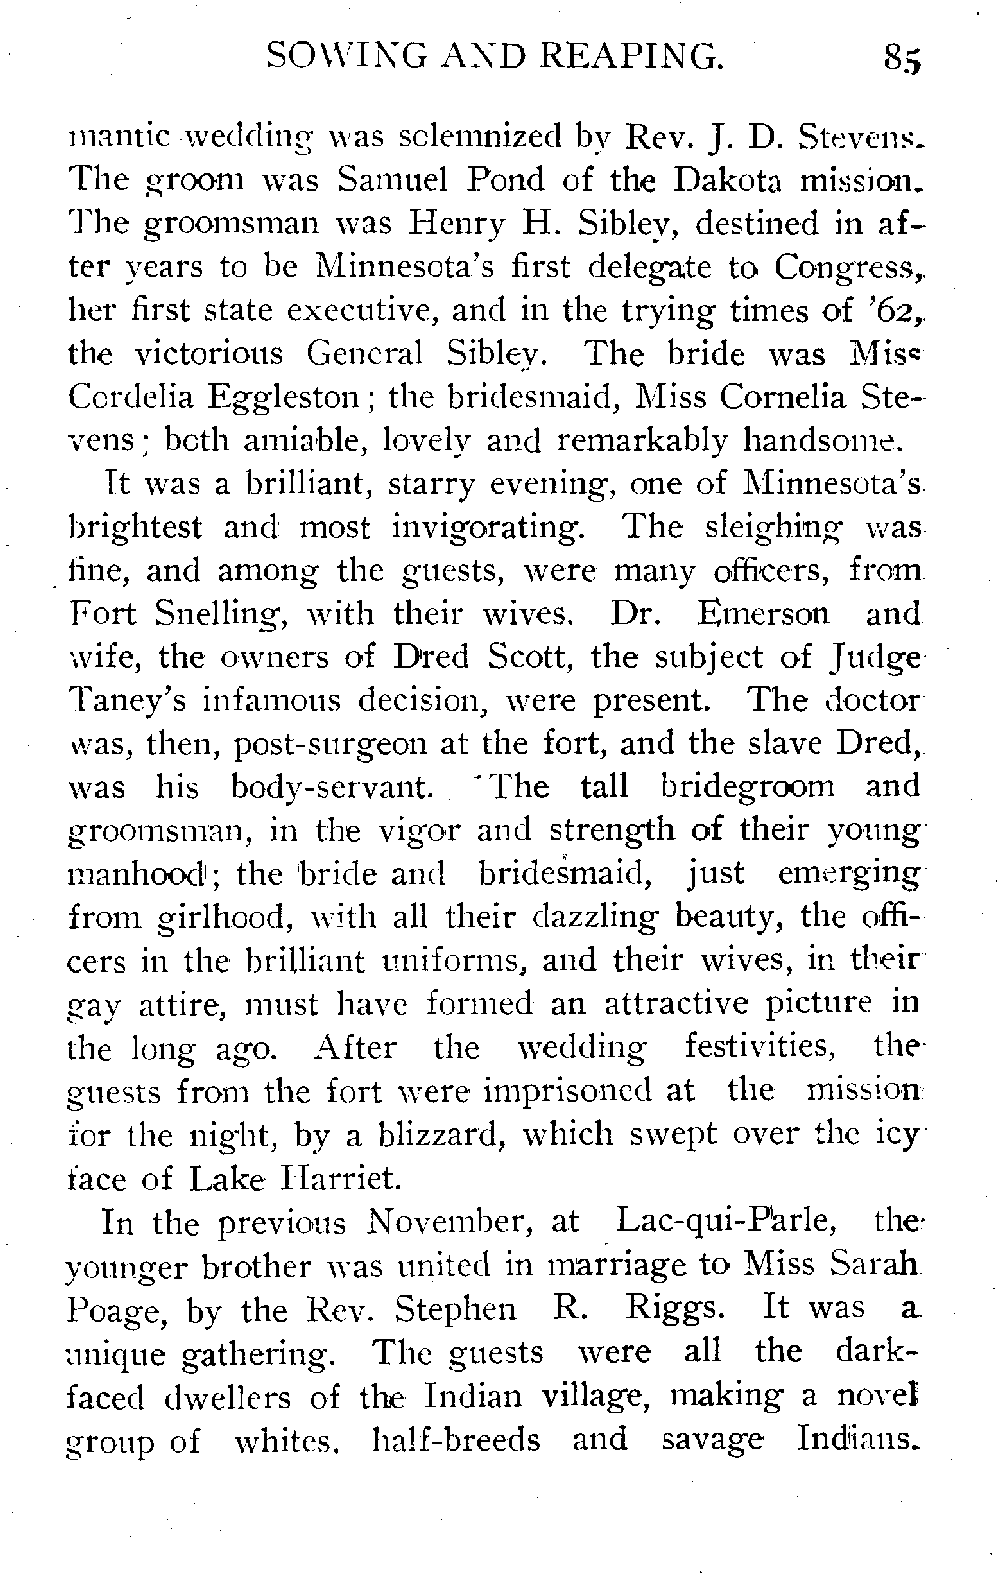 SOWING AND REAPING. 85
mantic wedding was solemnized by Rev. J. D. Stevens.
The groom was Samuel Pond of the Dakota mission.
The groomsman was Henry H. Sibley, destined in af-
ter years to be Minnesota's first delegate to Congress,
her first state executive, and in the trying times of '62,
the victorious General Sibley. The bride was Miss
Cordelia Eggleston; the bridesmaid, Miss Cornelia Ste-
vens; both amiable, lovely and remarkably handsome.
It was a brilliant, starry evening, one of Minnesota's
brightest and most invigorating. The sleighing was
fine, and among the guests, were many officers, from
Fort Snelling, with their wives. Dr. Emerson and
wife, the owners of Dred Scott, the subject of Judge
Taney's infamous decision, were present. The doctor
was, then, post-surgeon at the fort, and the slave Dred,
was his body-servant. The tall bridegroom and
groomsman, in the vigor and strength of their young
manhood; the bride and bridesmaid, just emerging
from girlhood, with all their dazzling beauty, the offi-
cers in the brilliant uniforms, and their wives, in their
gay attire, must have formed an attractive picture in
the long ago. After the wedding festivities, the
guests from the fort were imprisoned at the mission
for the night, by a blizzard, which swept over the icy
face of Lake Harriet.
In the previous November, at Lac-qui-Parle, the
younger brother was united in marriage to Miss Sarah
Poage, by the Rev. Stephen R. Riggs. It was a
unique gathering. The guests were all the dark-
faced dwellers of the Indian village, making a novel
group of whites, half-breeds and savage Indians.